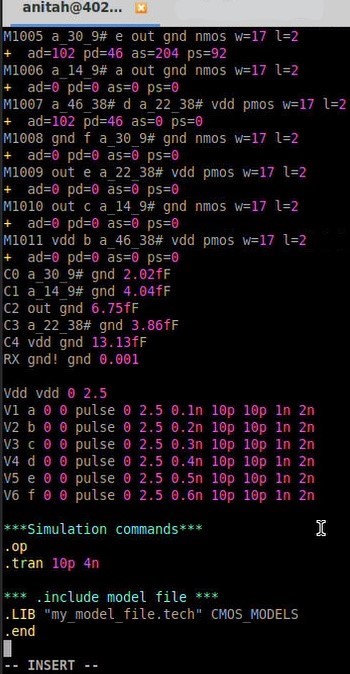 anitah@402...
M1005 a_30_9# e out gnd nmos w=17 l=2
+ ad=102 pd=46 as=204 ps=92
M1006 a_14_9# a out gnd nmos w=17 l=2
+ ad=0 pd=0 as=0 ps=0
M1007 a_46_38# d a_22_38# vdd pmos w=17 l=2
+ ad=102 pd=46 as=0 ps=0
M1008 gnd f a_30_9# gnd nmos w=17 l=2
+ ad=0 pd=0 as=0 ps=0
M1009 out e a_22_38# vdd pmos w=17 l=2
+ ad=0 pd=0 as=0 ps=0
M1010 out c a_14_9# gnd nmos w=17 l=2
+ ad=0 pd=0 as=0 ps=0
M1011 vdd b a_46_38# vdd pmos w=17 l=2
+ ad=0 pd=0 as=0 ps=0
C0 a_30_9# gnd 2.02fF
C1 a_14_9# gnd 4.04fF
C2 out gnd 6.75fF
C3 a_22_38# gnd 3.86fF
C4 vdd gnd 13.13fF
RX gnd! gnd 0.001
Vdd vdd 0 2.5
V1 a 0 0 pulse 0 2.5 0.1n 10p 10p 1n 2n
V2 b 0 0 pulse 0 2.5 0.2n 10p 10p 1n 2n
V3 c 0 0 pulse 0 2.5 0.3n 10p 10p 1n 2n
V4 d 0 0 pulse 0 2.5 0.4n 10p 10p 1n 2n
V5 e 0 0 pulse 0 2.5 0.5n 10p 10p 1n 2n
V6 f 0 0 pulse 0 2.5 0.6n 10p 10p 1n 2n
***Simulation commands***
.op
.tran 10p 4n
*** .include model file ***
.LIB "my_model_file.tech" CMOS_MODELS
.end
-- INSERT --